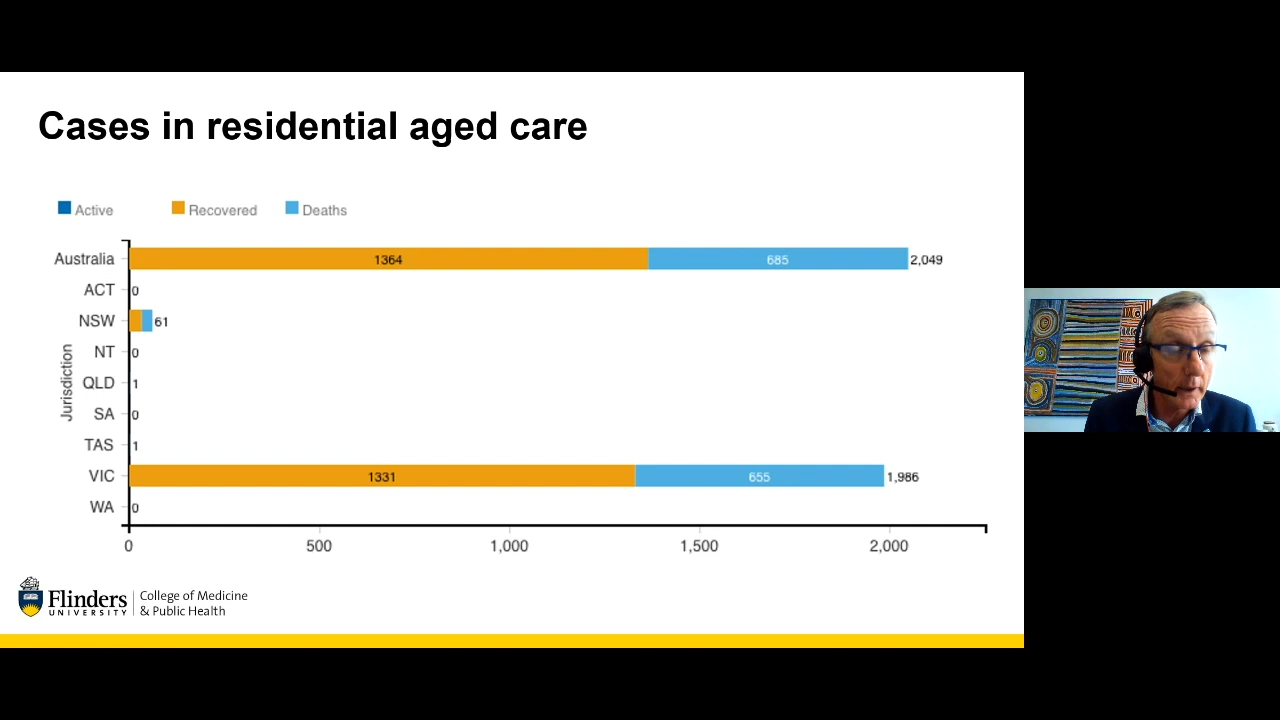 Cases in residential aged care
Active Recovered Deaths
Australia 1364 685 2,049
ACT 0
NSW 61
NT 0
QLD 1
SA 0
TAS 1
VIC 1331 655 1,986
WA 0
Jurisdiction
0 500 1,000 1,500 2,000
Flinders
UNIVERSITY
College of Medicine
& Public Health